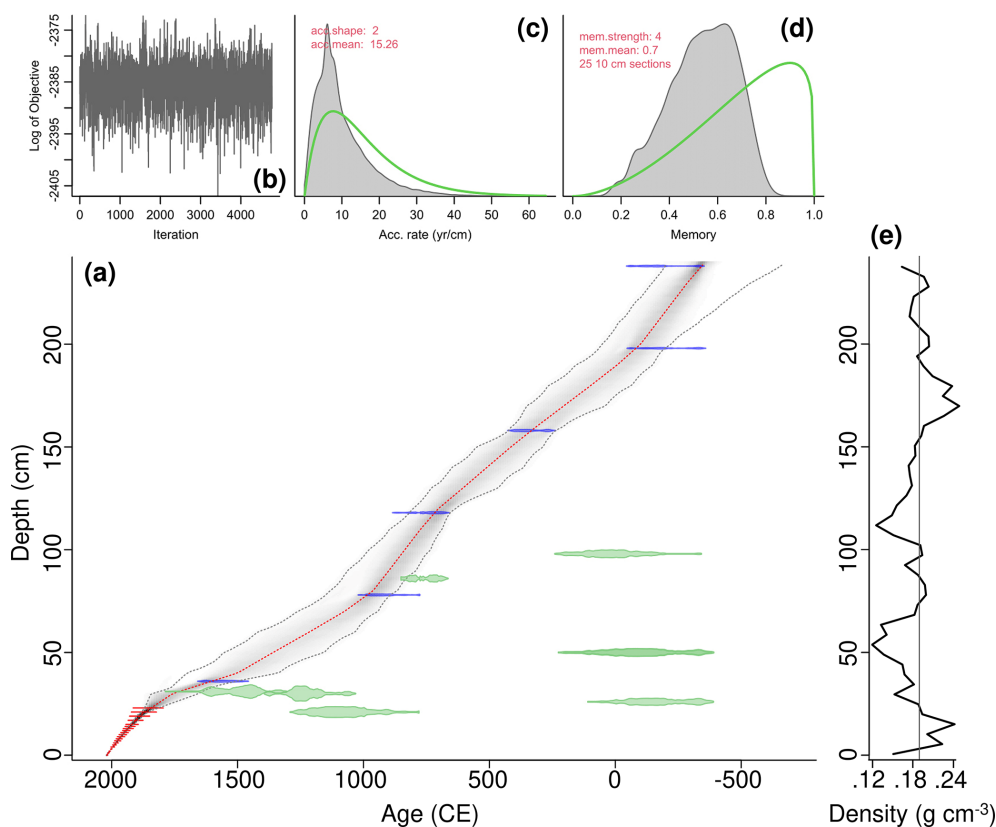 -2405 -2395 -2385 -2375
Log of Objective
0 1000 2000 3000 4000
Iteration
(b)
acc.shape: 2
acc.mean: 15.26
(c)
0 10 20 30 40 50 60
Acc. rate (yr/cm)
mem.strength: 4
mem.mean: 0.7
25 10 cm sections
(d)
0.0 0.2 0.4 0.6 0.8 1.0
Memory
(a)
0 50 100 150 200
Depth (cm)
2000 1500 1000 500 0 -500
Age (CE)
(e)
0 50 100 150 200
.12 .18 .24
Density (g cm⁻³)